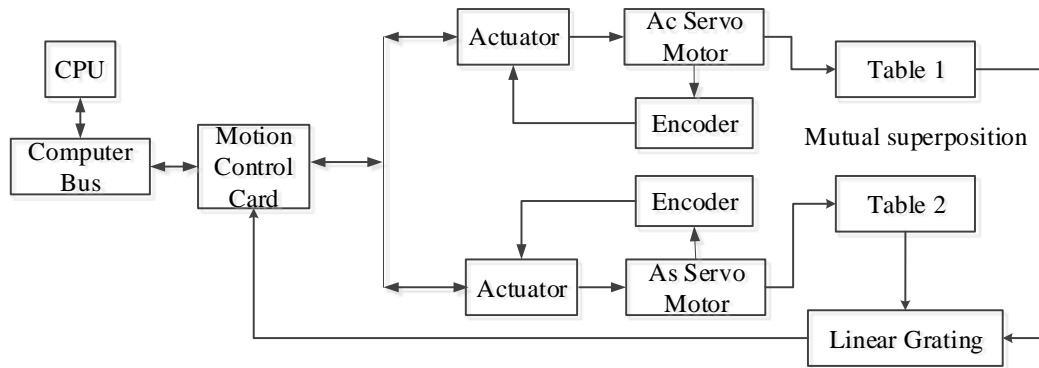 CPU
Computer
Bus
Motion
Control
Card
Actuator
Ac Servo
Motor
Encoder
Table 1
Mutual superposition
Encoder
Table 2
Actuator
As Servo
Motor
Linear Grating